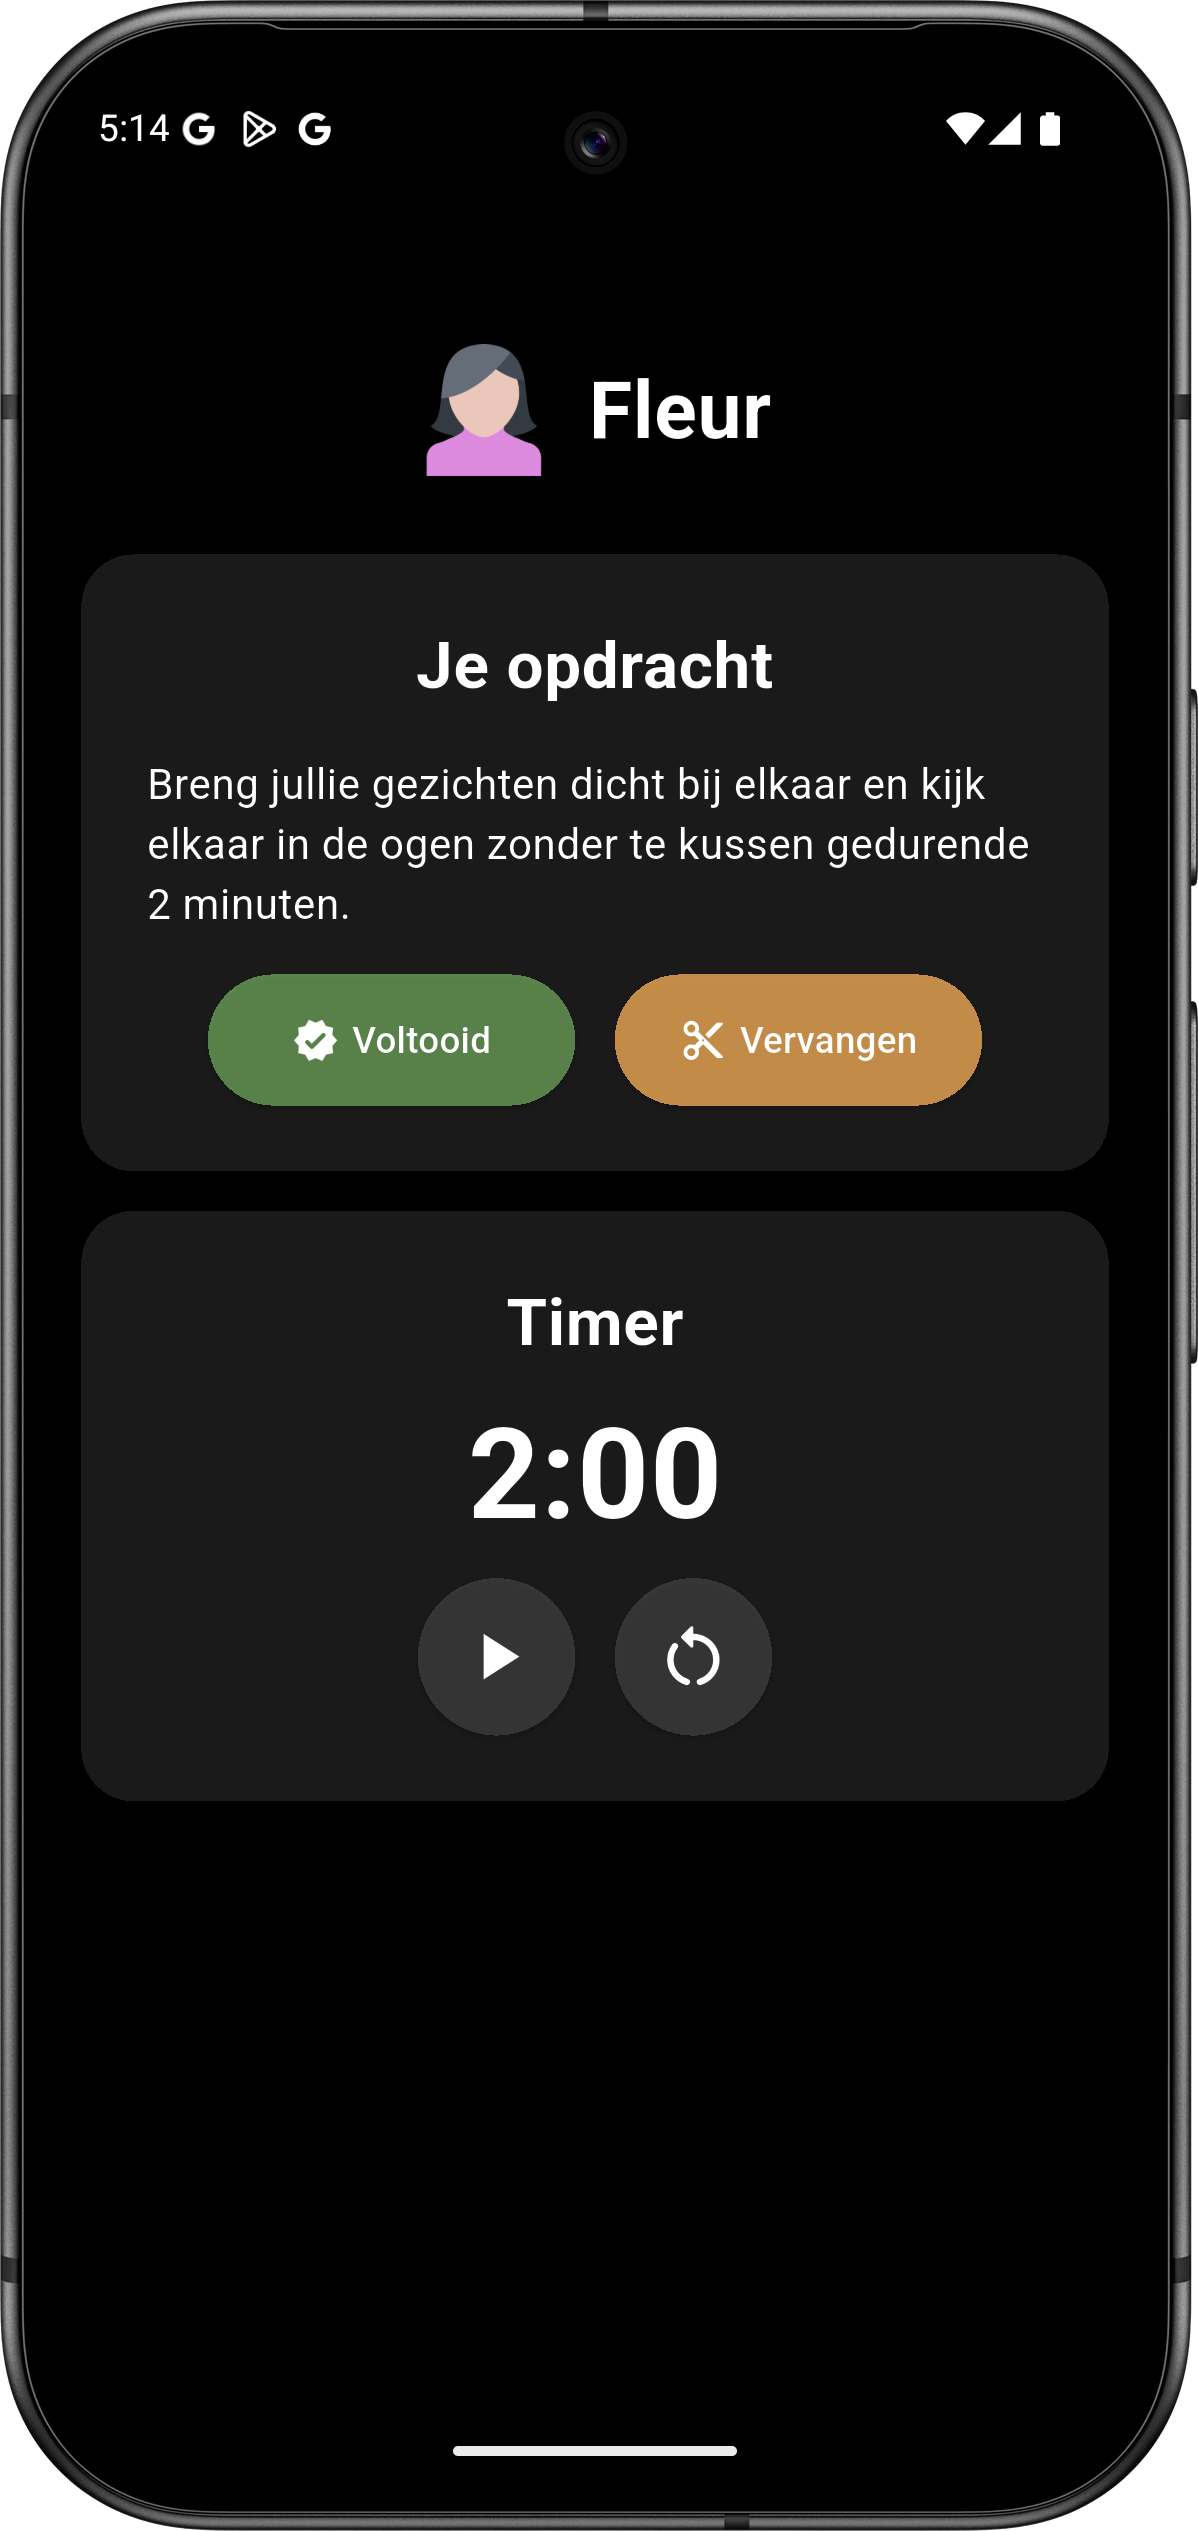 5:14
Fleur
Je opdracht
Breng jullie gezichten dicht bij elkaar en kijk
elkaar in de ogen zonder te kussen gedurende
2 minuten.
Voltooid
Vervangen
Timer
2:00